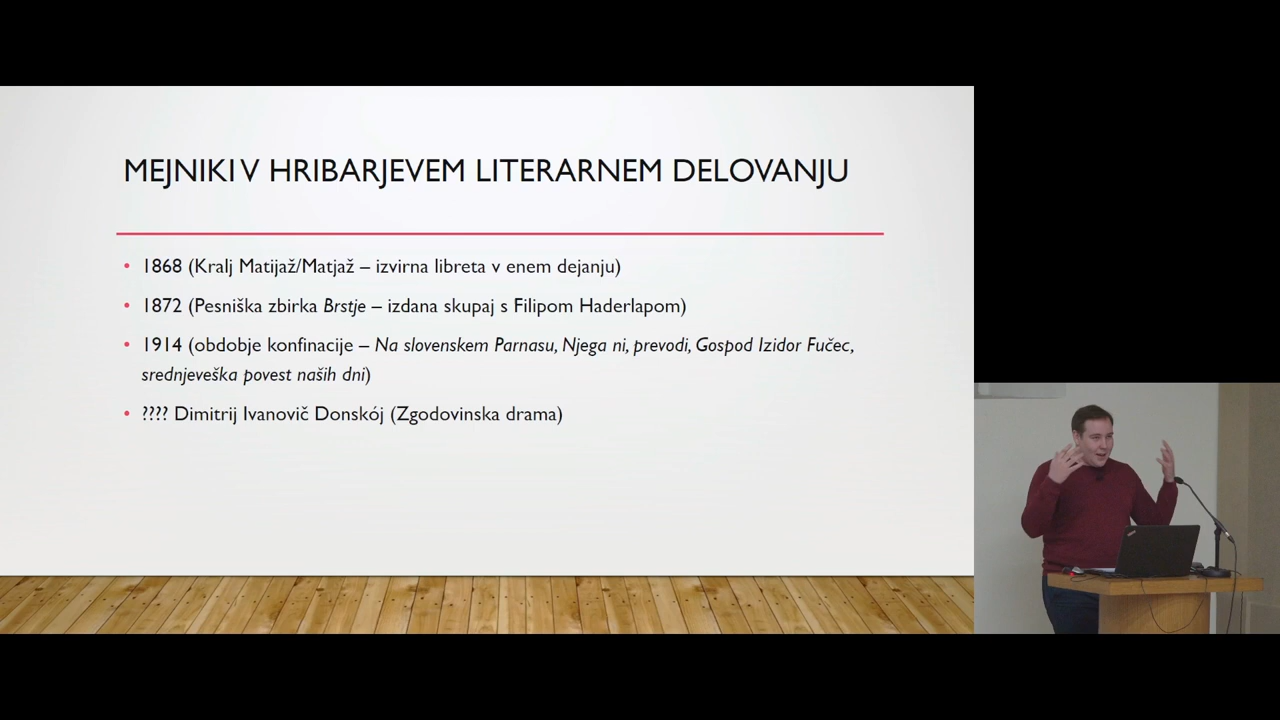 MEJNIKI V HRIBARJEVEM LITERARNEM DELOVANJU
• 1868 (Kralj Matijaž/Matjaž – izvirna libreta v enem dejanju)
• 1872 (Pesniška zbirka Brstje – izdana skupaj s Filipom Haderlapom)
• 1914 (obdobje konfinacije – Na slovenskem Parnasu, Njega ni, prevodi, Gospod Izidor Fučec,
srednjeveška povest naših dni)
• ???? Dimitrij Ivanovič Donskój (Zgodovinska drama)